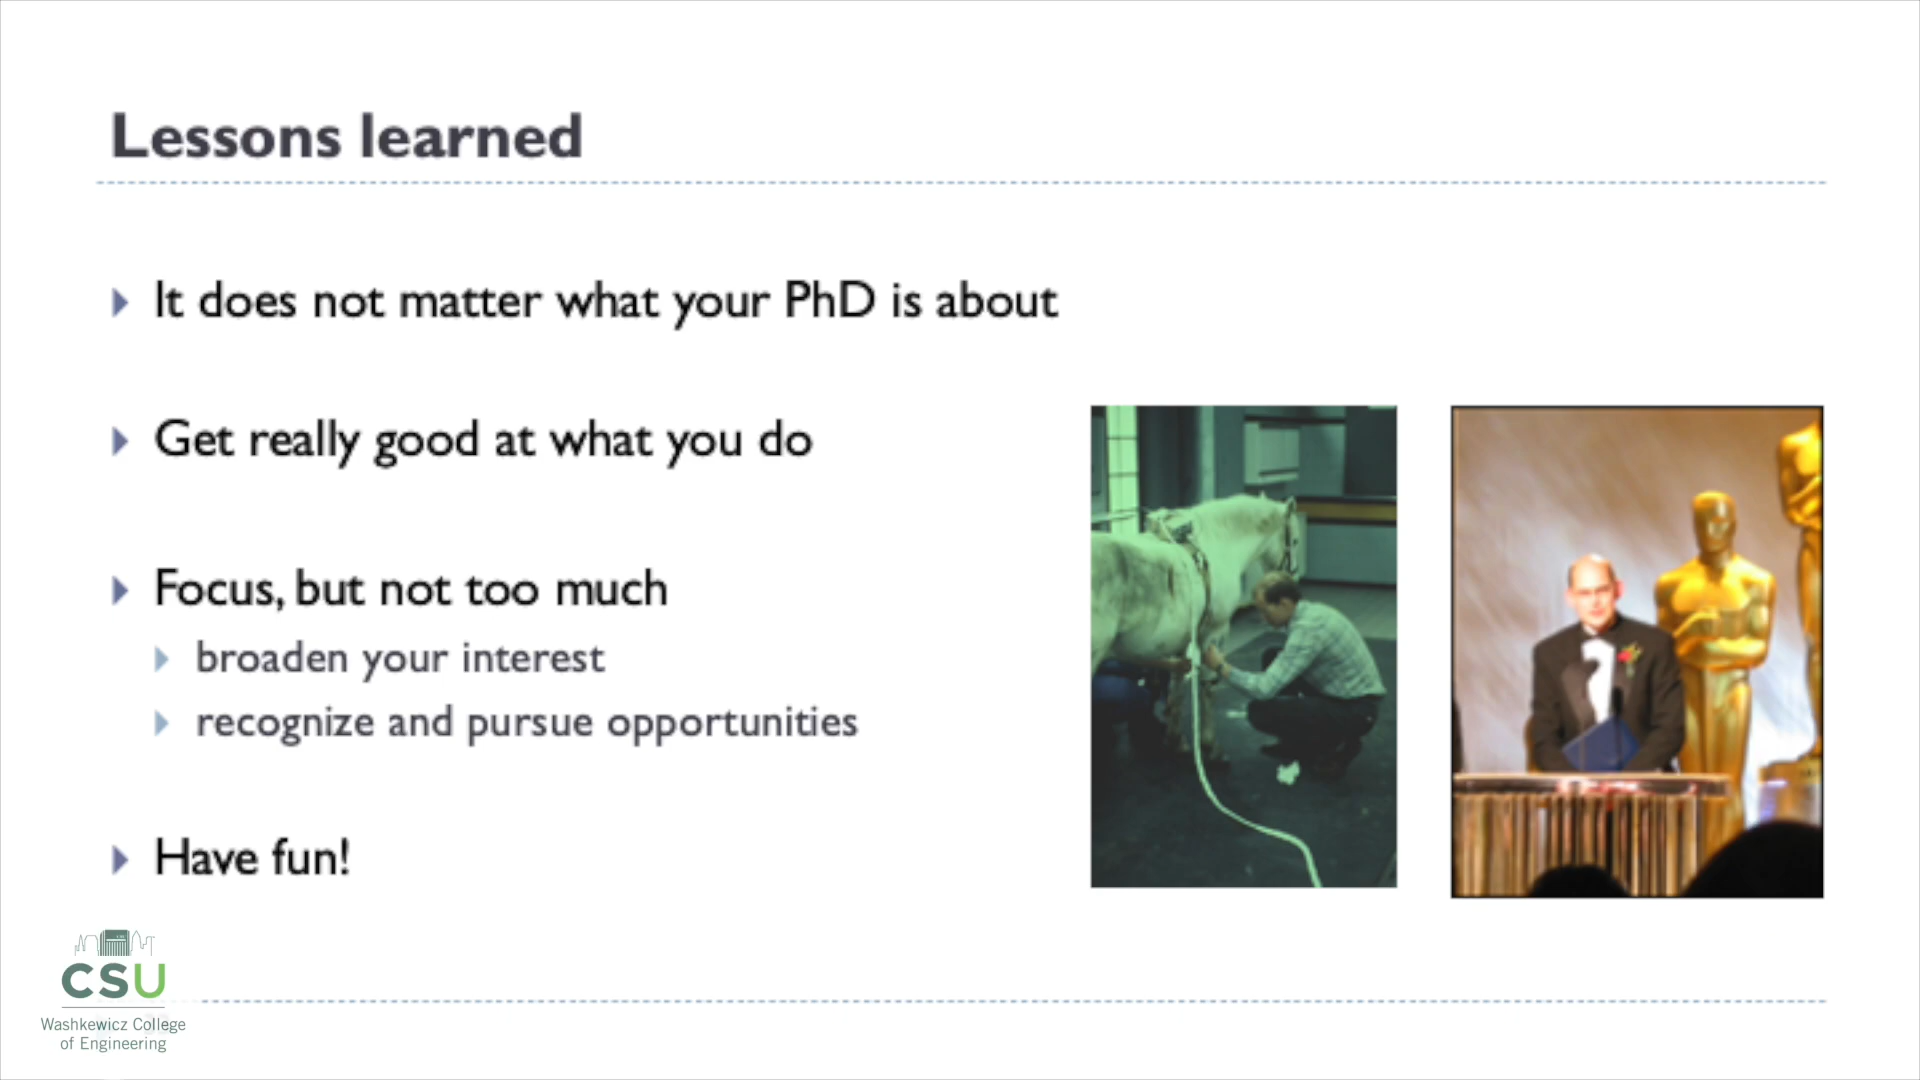 Lessons learned
It does not matter what your PhD is about
Get really good at what you do
Focus, but not too much
broaden your interest
recognize and pursue opportunities
Have fun!
CSU
Washkewicz College
of Engineering